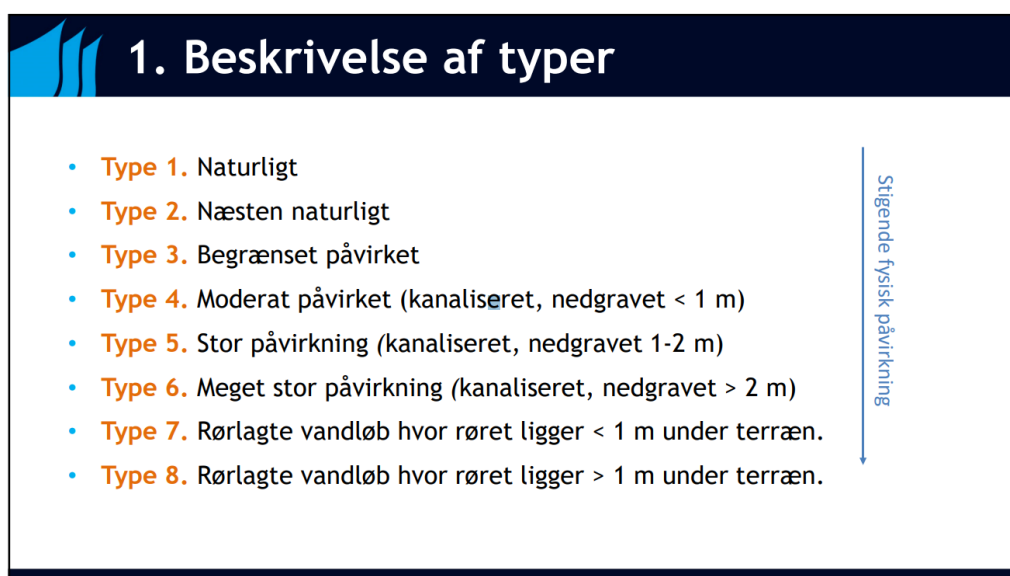 1. Beskrivelse af typer
• Type 1. Naturligt
• Type 2. Næsten naturligt
• Type 3. Begrænset påvirket
• Type 4. Moderat påvirket (kanaliseret, nedgravet < 1 m)
• Type 5. Stor påvirkning (kanaliseret, nedgravet 1-2 m)
• Type 6. Meget stor påvirkning (kanaliseret, nedgravet > 2 m)
• Type 7. Rørlagte vandløb hvor røret ligger < 1 m under terræn.
• Type 8. Rørlagte vandløb hvor røret ligger > 1 m under terræn.
Stigende fysisk påvirkning